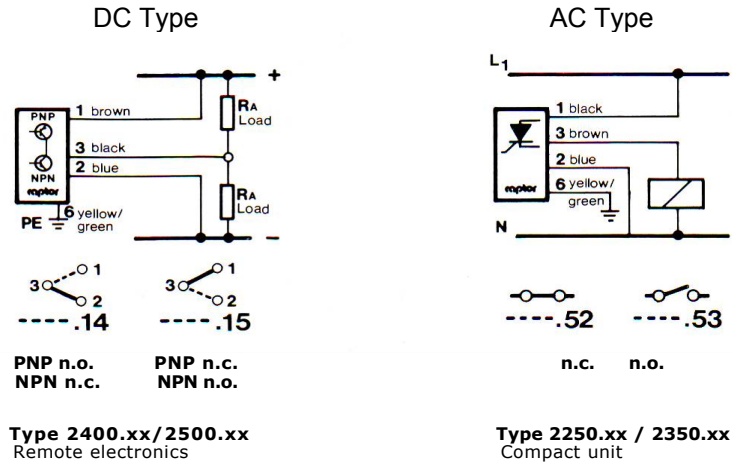 DC Type
+
1 brown
PNP
RA
Load
3 black
2 blue
NPN
raptor
RA
Load
6 yellow/
green
PE
–
3 1
2
3 1
2
-----.14
-----.15
PNP n.o.
NPN n.c.
PNP n.c.
NPN n.o.
Type 2400.xx/2500.xx
Remote electronics
AC Type
L1
1 black
3 brown
2 blue
raptor
6 yellow/
green
N
-----.52
-----.53
n.c.
n.o.
Type 2250.xx / 2350.xx
Compact unit